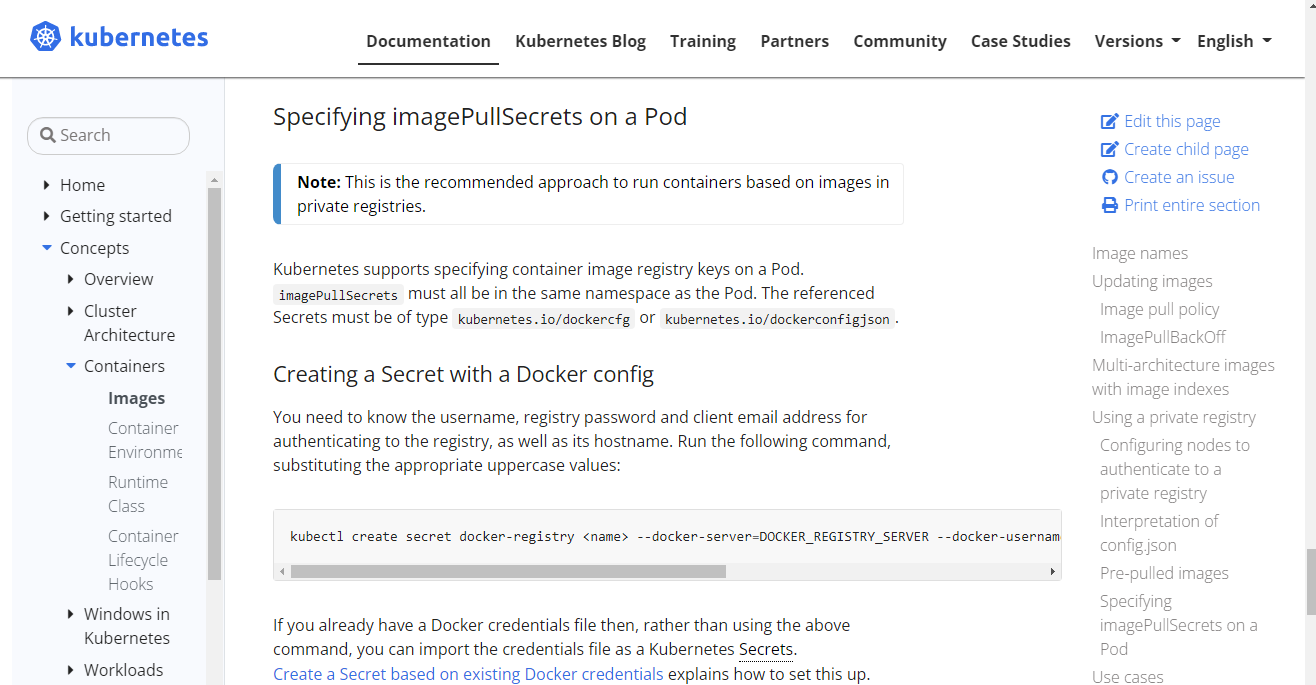 kubernetes
Documentation Kubernetes Blog Training Partners Community Case Studies Versions English
Search
Home
Getting started
Concepts
Overview
Cluster
Architecture
Containers
Images
Container
Environme
Runtime
Class
Container
Lifecycle
Hooks
Windows in
Kubernetes
Workloads
Specifying imagePullSecrets on a Pod
Note: This is the recommended approach to run containers based on images in
private registries.
Kubernetes supports specifying container image registry keys on a Pod.
imagePullSecrets must all be in the same namespace as the Pod. The referenced
Secrets must be of type kubernetes.io/dockercfg or kubernetes.io/dockerconfigjson.
Creating a Secret with a Docker config
You need to know the username, registry password and client email address for
authenticating to the registry, as well as its hostname. Run the following command,
substituting the appropriate uppercase values:
kubectl create secret docker-registry <name> --docker-server=DOCKER_REGISTRY_SERVER --docker-usernam
If you already have a Docker credentials file then, rather than using the above
command, you can import the credentials file as a Kubernetes Secrets.
Create a Secret based on existing Docker credentials explains how to set this up.
Edit this page
Create child page
Create an issue
Print entire section
Image names
Updating images
Image pull policy
ImagePullBackOff
Multi-architecture images
with image indexes
Using a private registry
Configuring nodes to
authenticate to a
private registry
Interpretation of
config.json
Pre-pulled images
Specifying
imagePullSecrets on a
Pod
Use cases